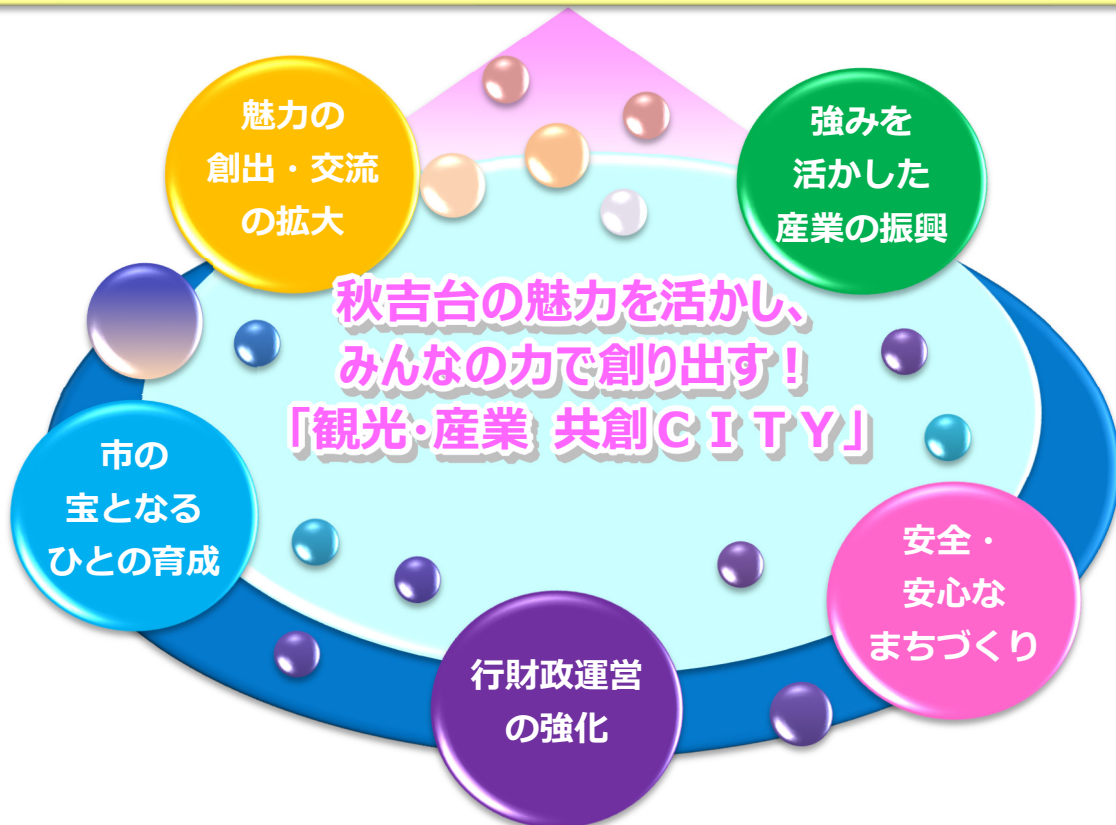 魅力の
創出・交流
の拡大
強みを
活かした
産業の振興
秋吉台の魅力を活かし、
みんなの力で創り出す！
「観光・産業 共創ＣＩＴＹ」
市の
宝となる
ひとの育成
安全・
安心な
まちづくり
行財政運営
の強化